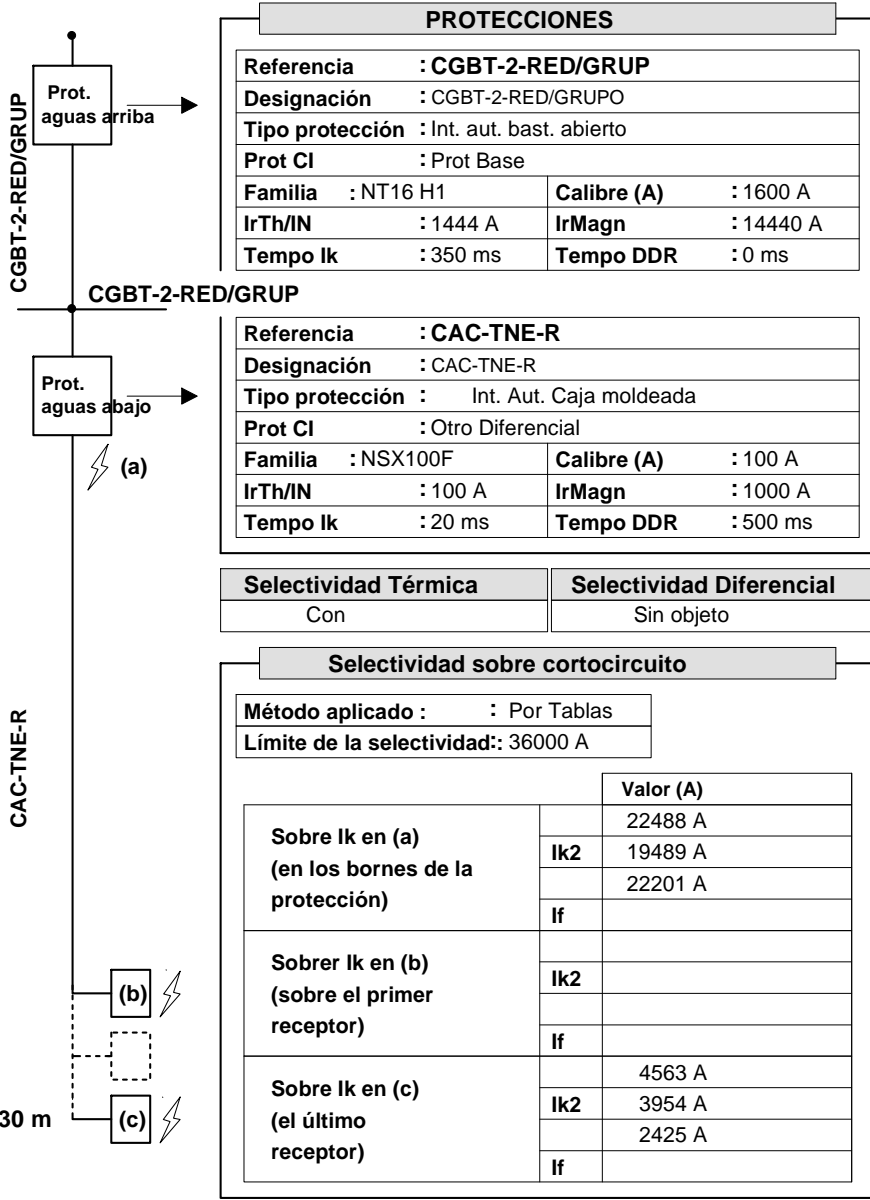 PROTECCIONES
Prot.
aguas arriba
CGBT-2-RED/GRUP
Referencia : CGBT-2-RED/GRUP
Designación : CGBT-2-RED/GRUPO
Tipo protección : Int. aut. bast. abierto
Prot CI : Prot Base
Familia : NT16 H1 Calibre (A) : 1600 A
IrTh/IN : 1444 A IrMagn : 14440 A
Tempo Ik : 350 ms Tempo DDR : 0 ms
CGBT-2-RED/GRUP
Prot.
aguas abajo
(a)
Referencia : CAC-TNE-R
Designación : CAC-TNE-R
Tipo protección : Int. Aut. Caja moldeada
Prot CI : Otro Diferencial
Familia : NSX100F Calibre (A) : 100 A
IrTh/IN : 100 A IrMagn : 1000 A
Tempo Ik : 20 ms Tempo DDR : 500 ms
Selectividad Térmica Selectividad Diferencial
Con Sin objeto
Selectividad sobre cortocircuito
Método aplicado : : Por Tablas
Límite de la selectividad:: 36000 A
CAC-TNE-R
Valor (A)
Sobre Ik en (a)
(en los bornes de la
protección)
22488 A
Ik2 19489 A
22201 A
If
Sobrer Ik en (b)
(sobre el primer
receptor)
Ik2
If
(b)
Sobre Ik en (c)
(el último
receptor)
4563 A
Ik2 3954 A
2425 A
If
30 m
(c)